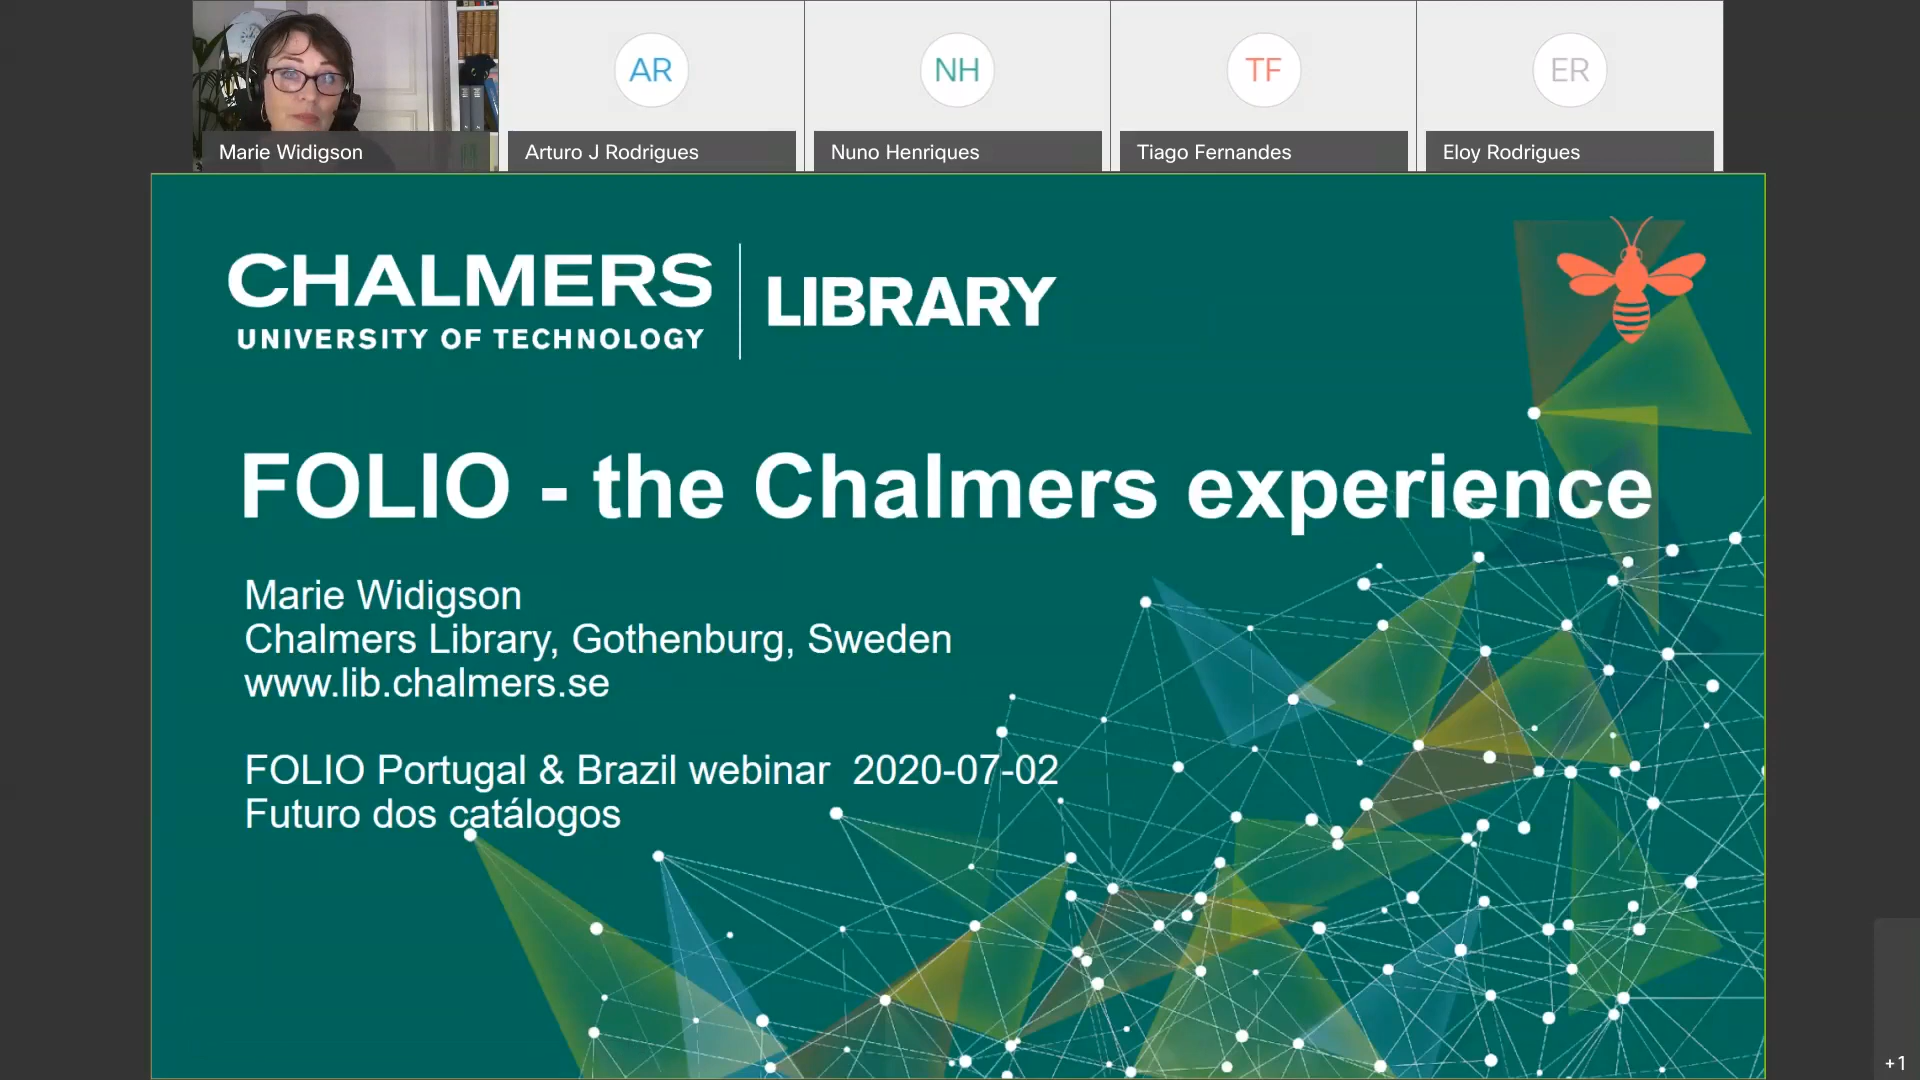 AR
NH
TF
ER
Marie Widigson
Arturo J Rodrigues
Nuno Henriques
Tiago Fernandes
Eloy Rodrigues
CHALMERS
UNIVERSITY OF TECHNOLOGY
LIBRARY
FOLIO - the Chalmers experience
Marie Widigson
Chalmers Library, Gothenburg, Sweden
www.lib.chalmers.se
FOLIO Portugal & Brazil webinar 2020-07-02
Futuro dos catálogos
+1